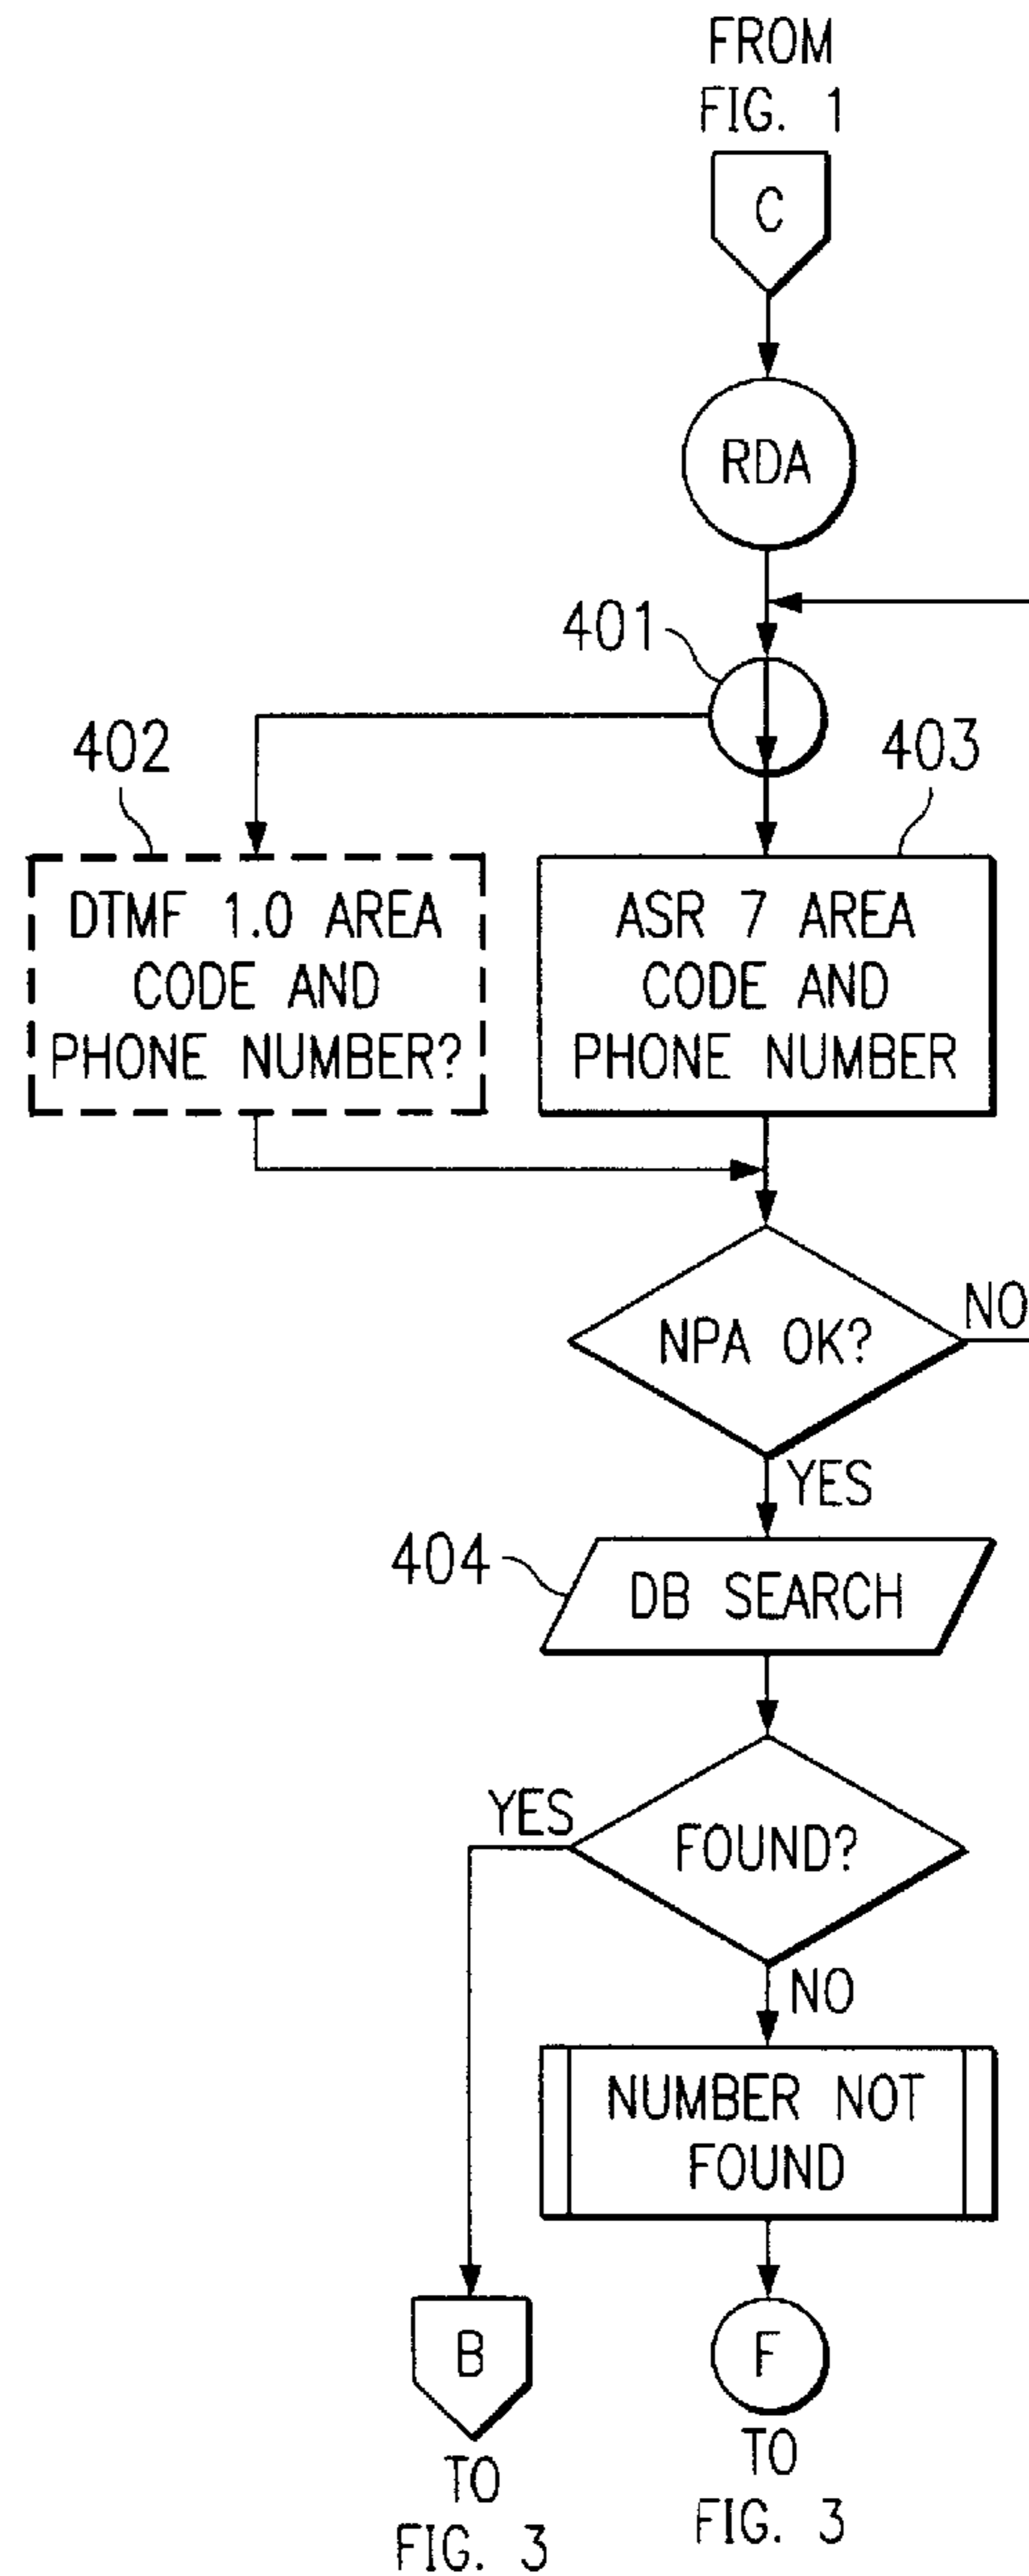 FROM
FIG. 1
C
RDA
401
402
403
DTMF 1.0 AREA
CODE AND
PHONE NUMBER?
ASR 7 AREA
CODE AND
PHONE NUMBER
NPA OK?
NO
YES
404
DB SEARCH
YES
FOUND?
NO
NUMBER NOT
FOUND
B
F
TO
FIG. 3
TO
FIG. 3